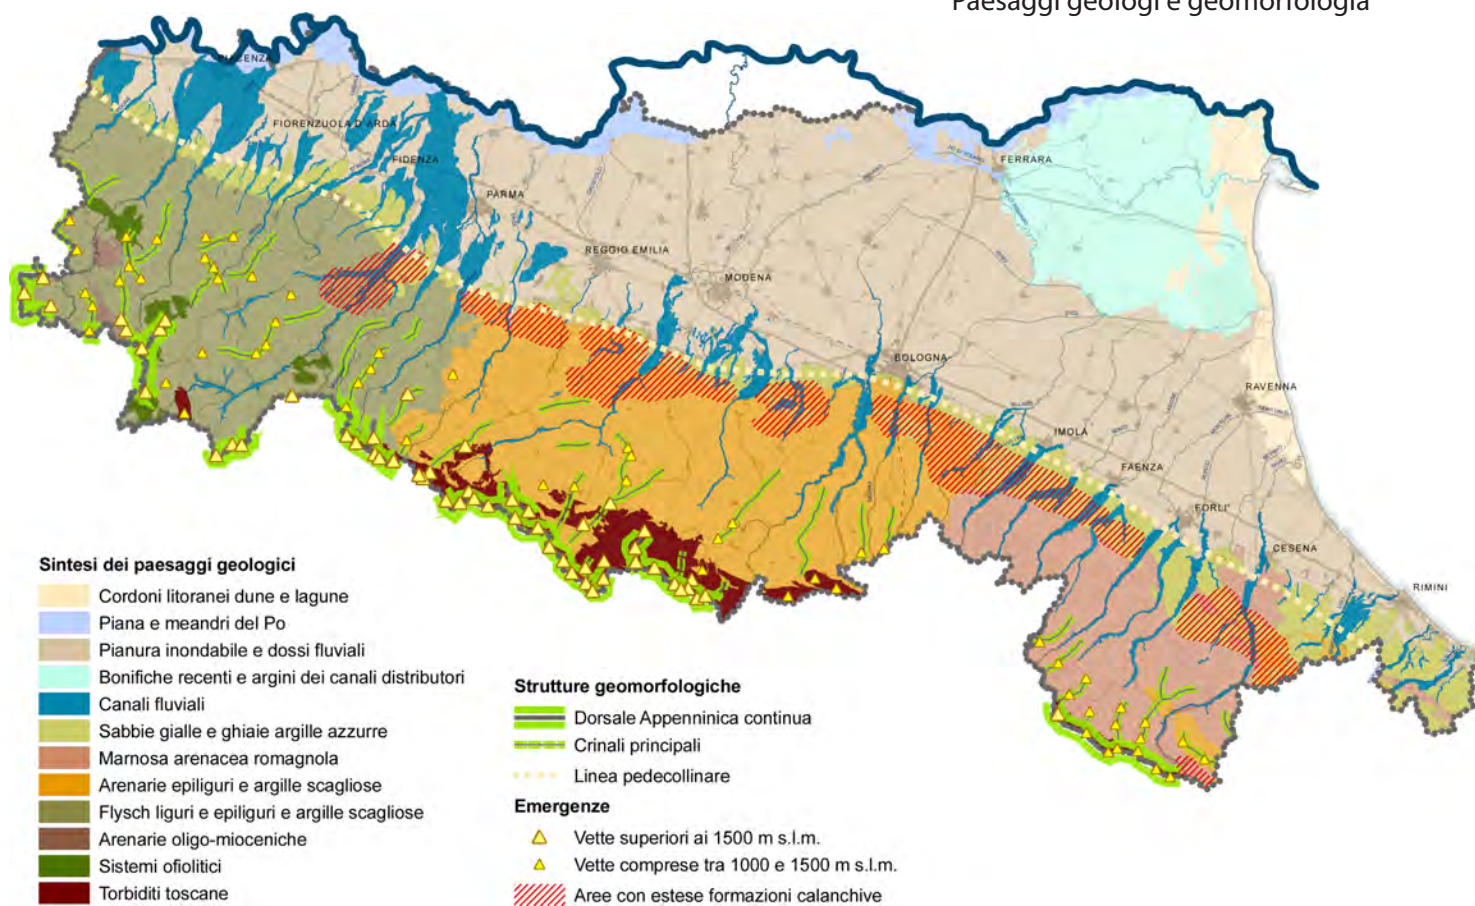 Paesaggi geologi e geomorfologia
PIACENZA
FIORENZUOLA D'ARDA
FIDENZA
PARMA
REGGIO EMILIA
MODENA
FERRARA
BOLOGNA
RAVENNA
IMOLA
FAENZA
FORLI'
CESENA
RIMINI
Sintesi dei paesaggi geologici
Cordoni litoranei dune e lagune
Piana e meandri del Po
Pianura inondabile e dossi fluviali
Bonifiche recenti e argini dei canali distributori
Canali fluviali
Sabbie gialle e ghiaie argille azzurre
Marnosa arenacea romagnola
Arenarie epiliguri e argille scagliose
Flysch liguri e epiliguri e argille scagliose
Arenarie oligo-mioceniche
Sistemi ofiolitici
Torbiditi toscane
Strutture geomorfologiche
Dorsale Appenninica continua
Crinali principali
Linea pedecollinare
Emergenze
Vette superiori ai 1500 m s.l.m.
Vette comprese tra 1000 e 1500 m s.l.m.
Aree con estese formazioni calanchive